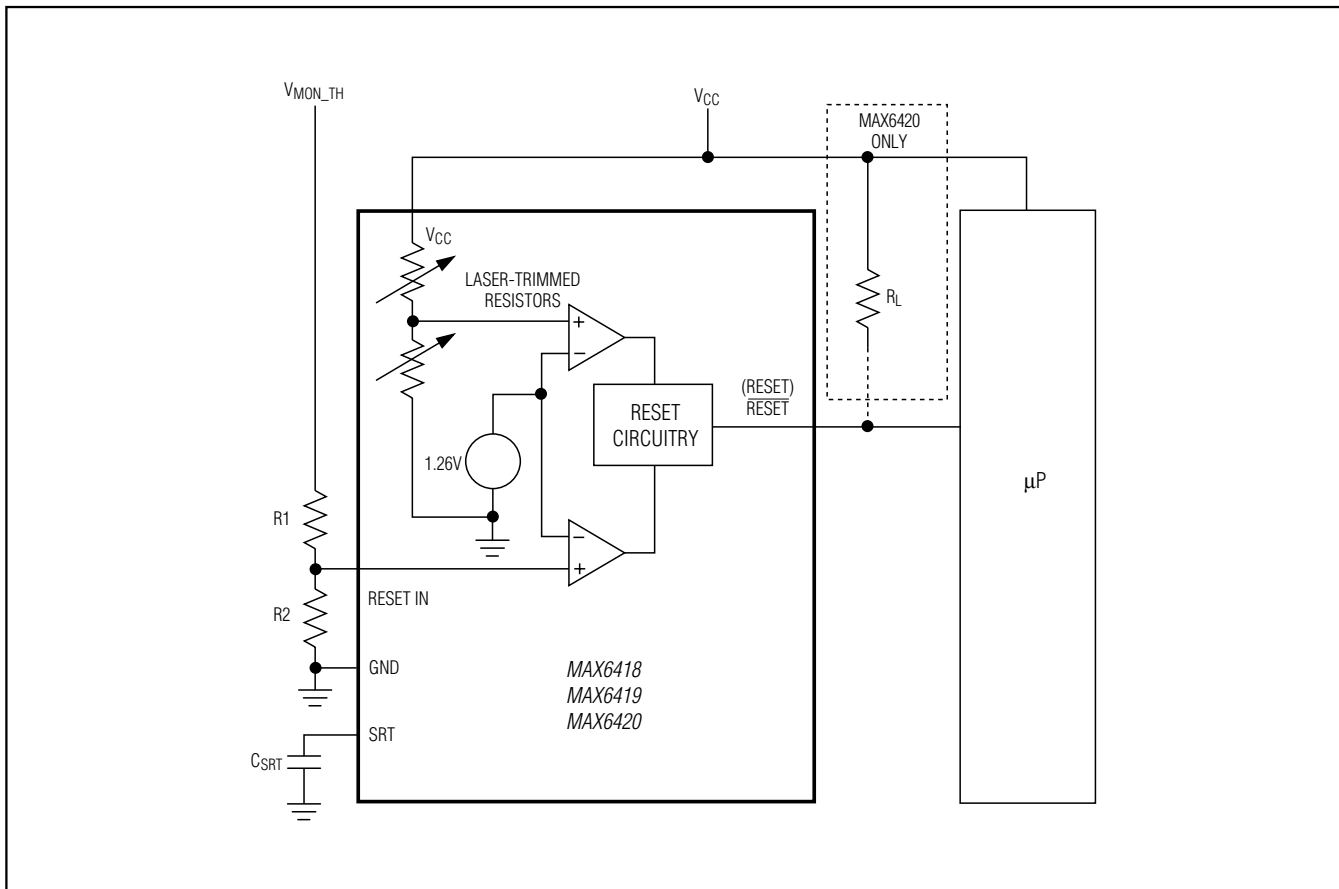 V_MON_TH
V_CC
MAX6420
ONLY
V_CC
LASER-TRIMMED
RESISTORS
+
−
R_L
(RESET)
R̅E̅S̅E̅T̅
RESET
CIRCUITRY
1.26V
µP
R1
−
+
RESET IN
R2
GND
MAX6418
MAX6419
MAX6420
SRT
C_SRT